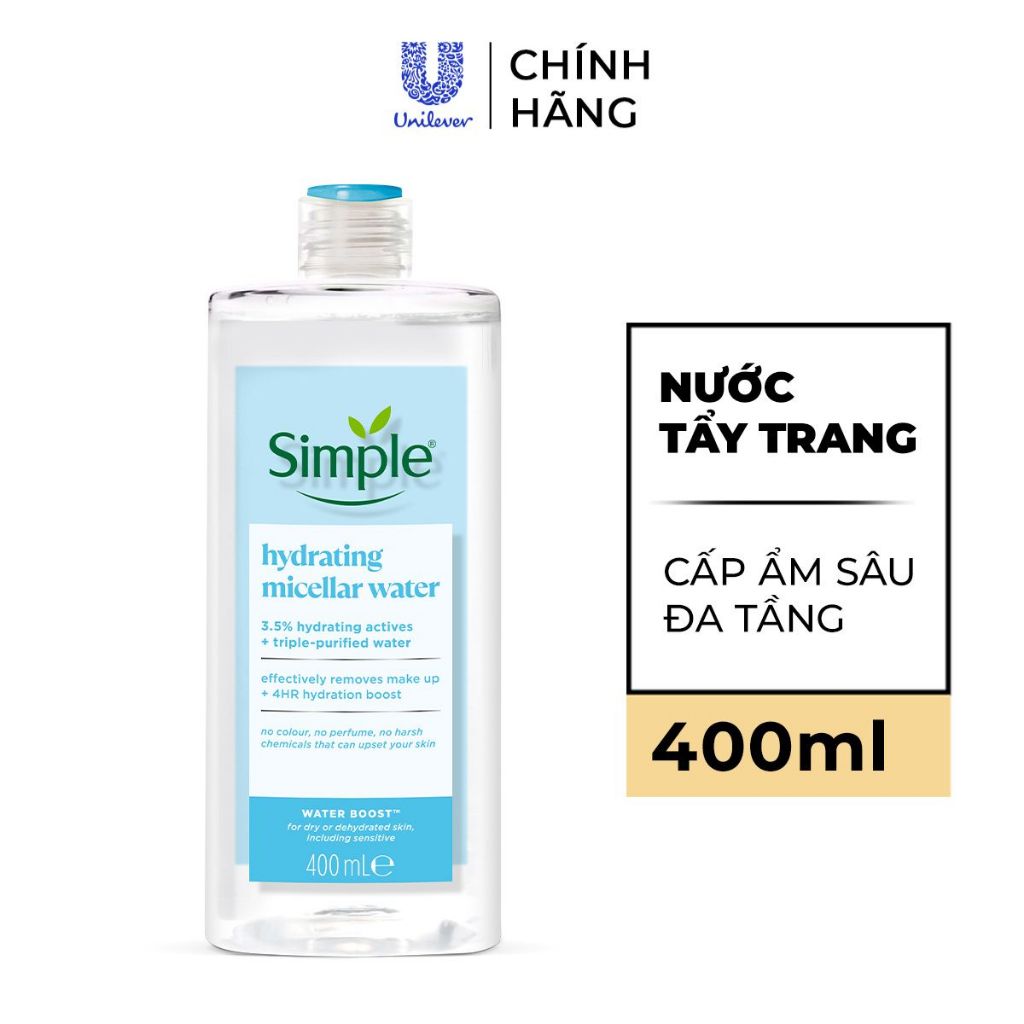 Unilever
CHÍNH
HÃNG
Simple®
hydrating
micellar water
3.5% hydrating actives
+ triple-purified water
effectively removes make up
+ 4HR hydration boost
no colour, no perfume, no harsh
chemicals that can upset your skin
WATER BOOST™
for dry or dehydrated skin,
including sensitive
400 mL℮
NƯỚC
TẨY TRANG
CẤP ẨM SÂU
ĐA TẦNG
400ml